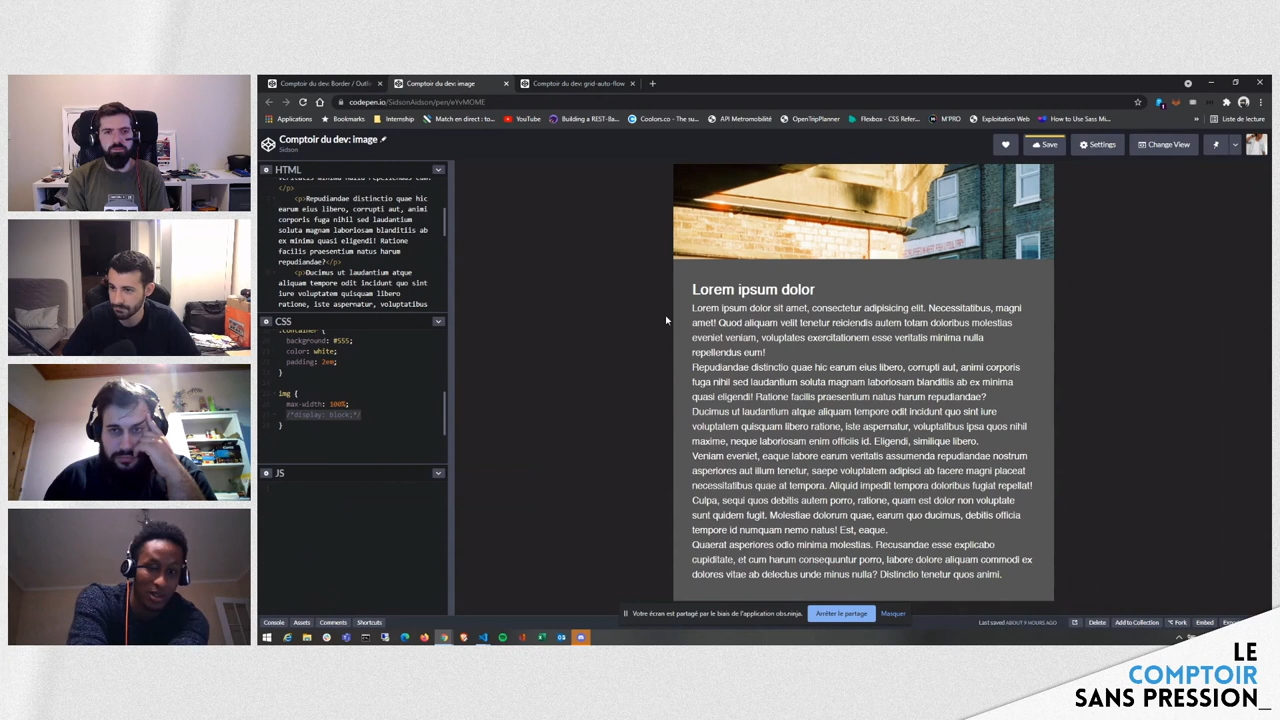 Comptoir du dev: Border / Outli
Comptoir du dev: image
Comptoir du dev: grid-auto-flow
codepen.io/SidsonAidson/pen/eYvMOME
Applications
Bookmarks
Internship
Match en direct : to...
YouTube
Building a REST-Ba...
Coolors.co - The su...
API Metromobilité
OpenTripPlanner
Flexbox - CSS Refer...
M'PRO
Exploitation Web
How to Use Sass Mi...
Liste de lecture
Comptoir du dev: image
Sidson
Save
Settings
Change View
HTML
veritatis minima nulla repellendus eum!
</p>
<p>Repudiandae distinctio quae hic
earum eius libero, corrupti aut, animi
corporis fuga nihil sed laudantium
soluta magnam laboriosam blanditiis ab
ex minima quasi eligendi! Ratione
facilis praesentium natus harum
repudiandae?</p>
<p>Ducimus ut laudantium atque
aliquam tempore odit incidunt quo sint
iure voluptatem quisquam libero
ratione, iste aspernatur, voluptatibus
CSS
.container {
background: #555;
color: white;
padding: 2em;
}
img {
max-width: 100%;
/*display: block;*/
}
JS
Lorem ipsum dolor
Lorem ipsum dolor sit amet, consectetur adipisicing elit. Necessitatibus, magni
amet! Quod aliquam velit tenetur reiciendis autem totam doloribus molestias
eveniet veniam, voluptates exercitationem esse veritatis minima nulla
repellendus eum!
Repudiandae distinctio quae hic earum eius libero, corrupti aut, animi corporis
fuga nihil sed laudantium soluta magnam laboriosam blanditiis ab ex minima
quasi eligendi! Ratione facilis praesentium natus harum repudiandae?
Ducimus ut laudantium atque aliquam tempore odit incidunt quo sint iure
voluptatem quisquam libero ratione, iste aspernatur, voluptatibus ipsa quos nihil
maxime, neque laboriosam enim officiis id. Eligendi, similique libero.
Veniam eveniet, eaque labore earum veritatis assumenda repudiandae nostrum
asperiores aut illum tenetur, saepe voluptatem adipisci ab facere magni placeat
necessitatibus quae at tempora. Aliquid impedit tempora doloribus fugiat repellat!
Culpa, sequi quos debitis autem porro, ratione, quam est dolor non voluptate
sunt quidem fugit. Molestiae dolorum quae, earum quo ducimus, debitis officia
tempore id numquam nemo natus! Est, eaque.
Quaerat asperiores odio minima molestias. Recusandae esse explicabo
cupiditate, et cum harum consequuntur porro, labore dolore aliquam commodi ex
dolores vitae ab delectus unde minus nulla? Distinctio tenetur quos animi.
Votre écran est partagé par le biais de l'application obs.ninja.
Arrêter le partage
Masquer
Console
Assets
Comments
Shortcuts
Last saved ABOUT 9 HOURS AGO
Delete
Add to Collection
Fork
Embed
LE
COMPTOIR
SANS PRESSION_